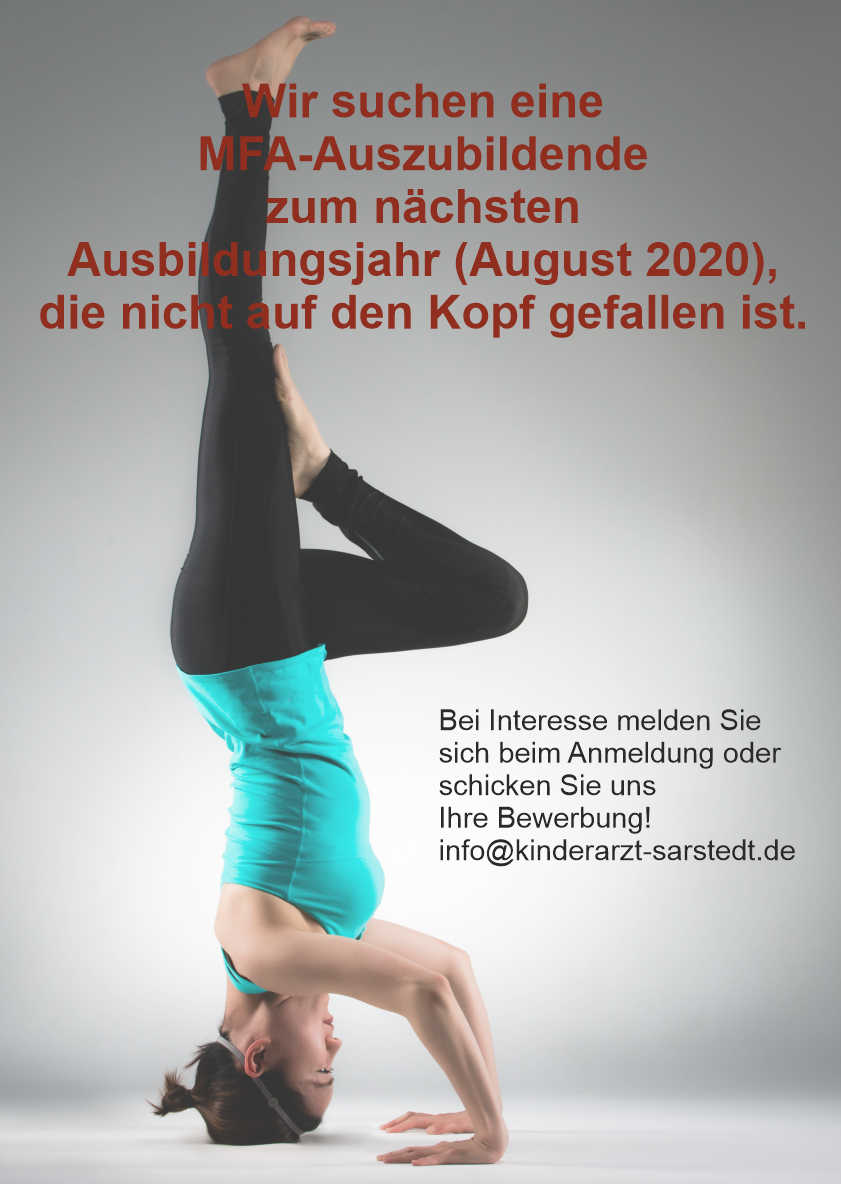 Wir suchen eine
MFA-Auszubildende
zum nächsten
Ausbildungsjahr (August 2020),
die nicht auf den Kopf gefallen ist.
Bei Interesse melden Sie
sich beim Anmeldung oder
schicken Sie uns
Ihre Bewerbung!
info@kinderarzt-sarstedt.de